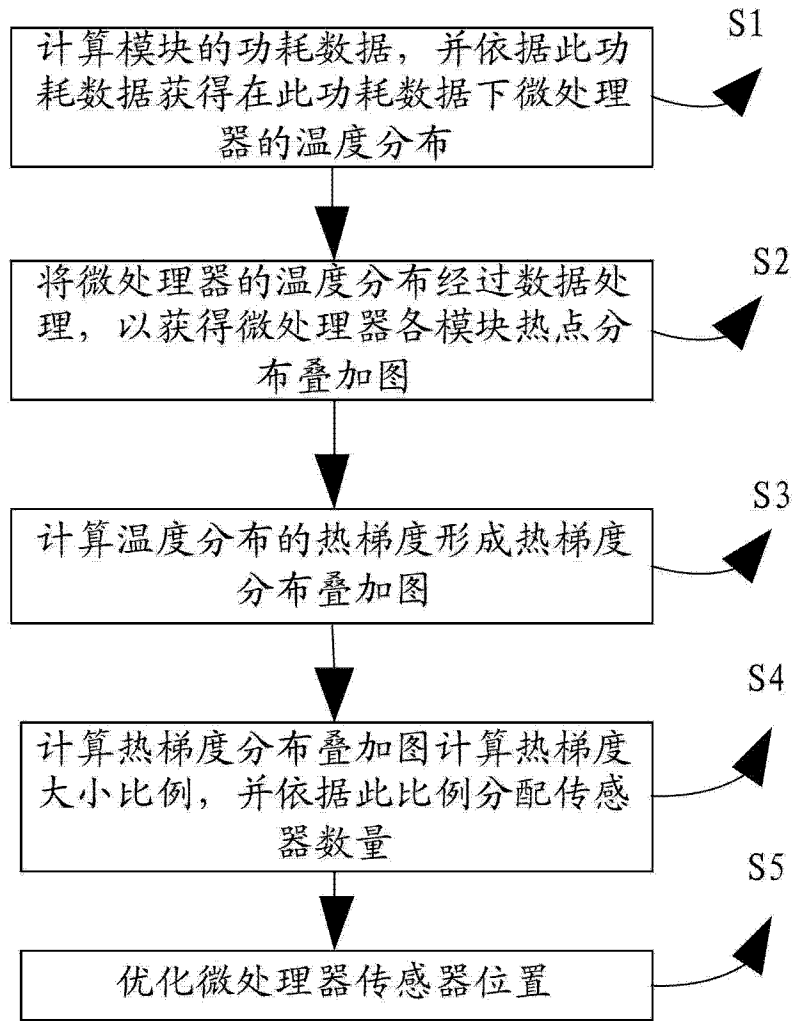 S1
计算模块的功耗数据，并依据此功
耗数据获得在此功耗数据下微处理
器的温度分布
S2
将微处理器的温度分布经过数据处
理，以获得微处理器各模块热点分
布叠加图
S3
计算温度分布的热梯度形成热梯度
分布叠加图
S4
计算热梯度分布叠加图计算热梯度
大小比例，并依据此比例分配传感
器数量
S5
优化微处理器传感器位置